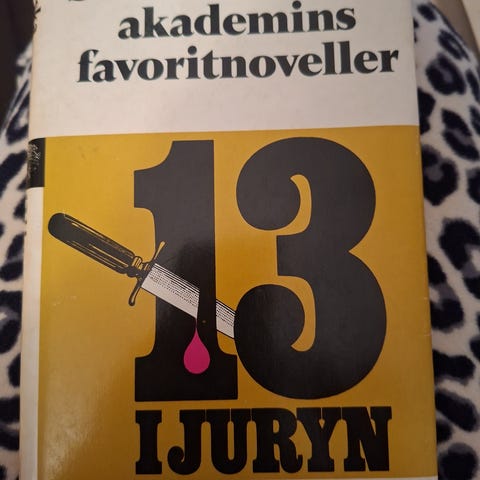 akademins
favoritnoveller
13
I JURYN